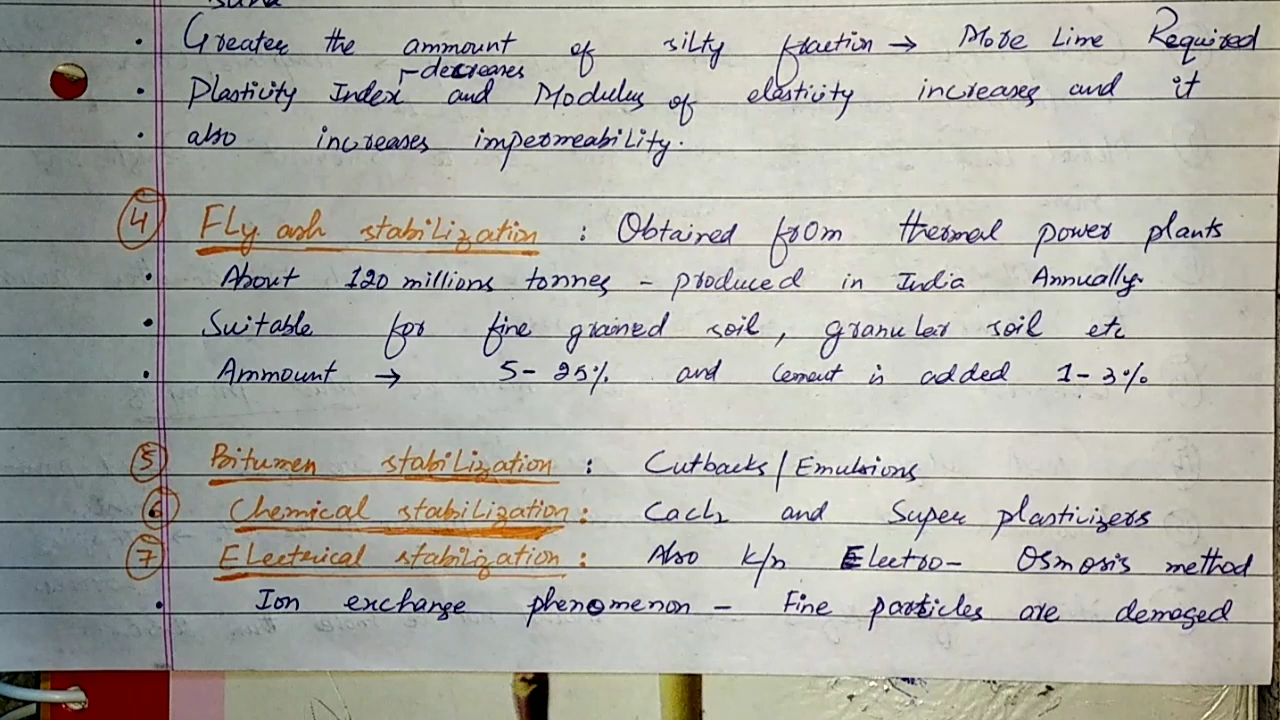 • Greater the ammount of silty fraction → More Lime Required
decreases
• Plasticity Index and Modulus of elasticity increases and it
• also increases impermeability.
4 Fly ash stabilization : Obtained from thermal power plants
• About 120 millions tonnes - produced in India Annually.
• Suitable for fine grained soil, granular soil etc
• Ammount → 5-25% and Cement is added 1-3%
5 Bitumen stabilization : Cutbacks/Emulsions
6 Chemical stabilization : CaCl2 and Super plasticizers
7 Electrical stabilization : Also k/n Electro- Osmosis method
• Ion exchange phenomenon - Fine particles are damaged